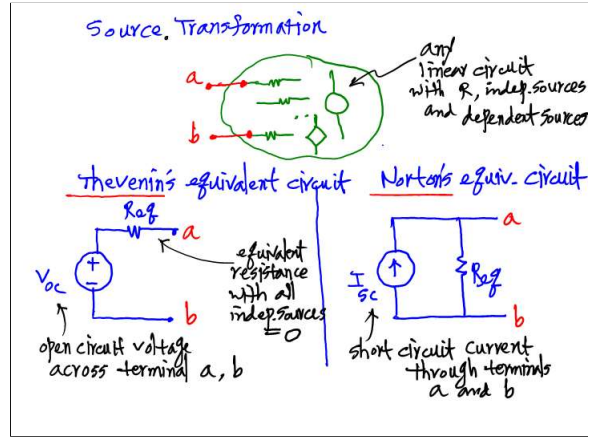 Source Transformation
a
b
any
linear circuit
with R, indep. sources
and dependent sources
Thevenin's equivalent circuit
Norton's equiv. circuit
Req
a
Voc
+
-
b
equivalent
resistance
with all
indep. sources
= 0
open circuit voltage
across terminal a, b
a
Isc
Req
b
short circuit current
through terminals
a and b